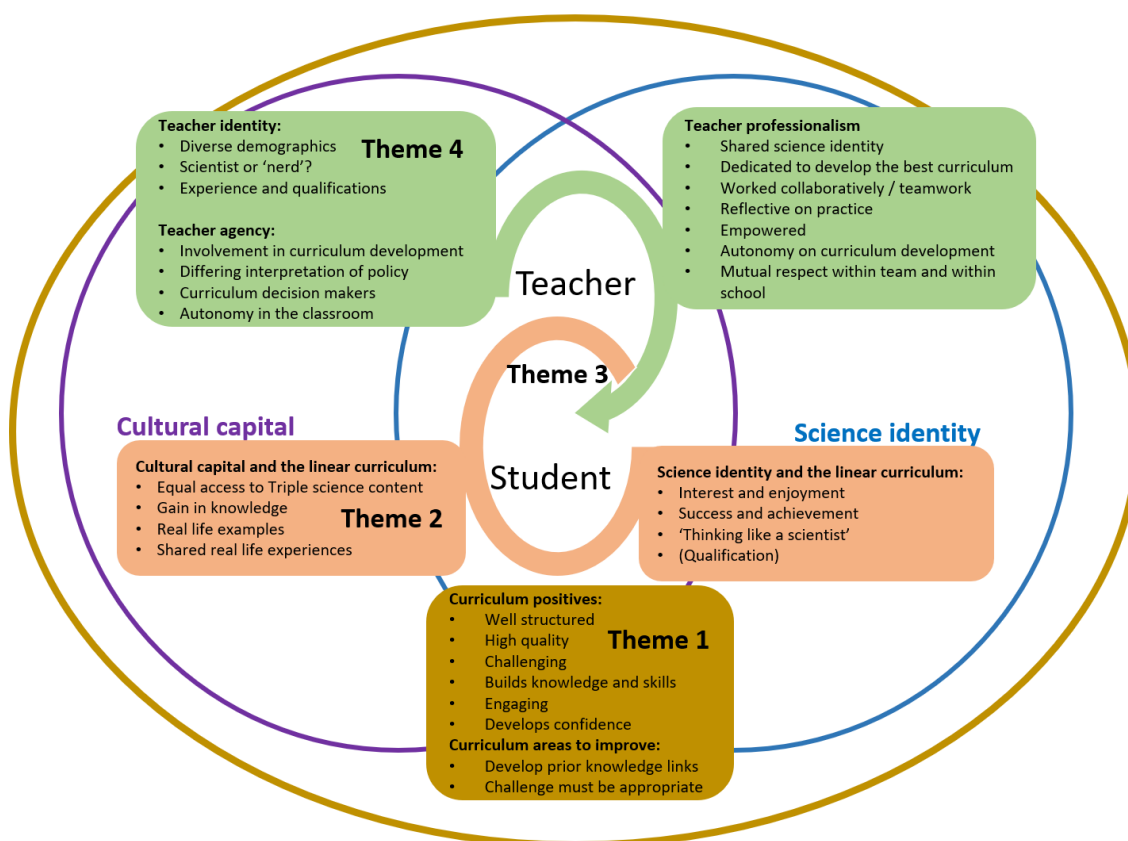 Teacher identity:
• Diverse demographics
• Scientist or ‘nerd’?
• Experience and qualifications
Theme 4
Teacher agency:
• Involvement in curriculum development
• Differing interpretation of policy
• Curriculum decision makers
• Autonomy in the classroom
Teacher professionalism
• Shared science identity
• Dedicated to develop the best curriculum
• Worked collaboratively / teamwork
• Reflective on practice
• Empowered
• Autonomy on curriculum development
• Mutual respect within team and within
school
Teacher
Theme 3
Student
Cultural capital
Cultural capital and the linear curriculum:
• Equal access to Triple science content
• Gain in knowledge
• Real life examples
• Shared real life experiences
Theme 2
Science identity
Science identity and the linear curriculum:
• Interest and enjoyment
• Success and achievement
• ‘Thinking like a scientist’
• (Qualification)
Curriculum positives:
• Well structured
• High quality
• Challenging
• Builds knowledge and skills
• Engaging
• Develops confidence
Theme 1
Curriculum areas to improve:
• Develop prior knowledge links
• Challenge must be appropriate